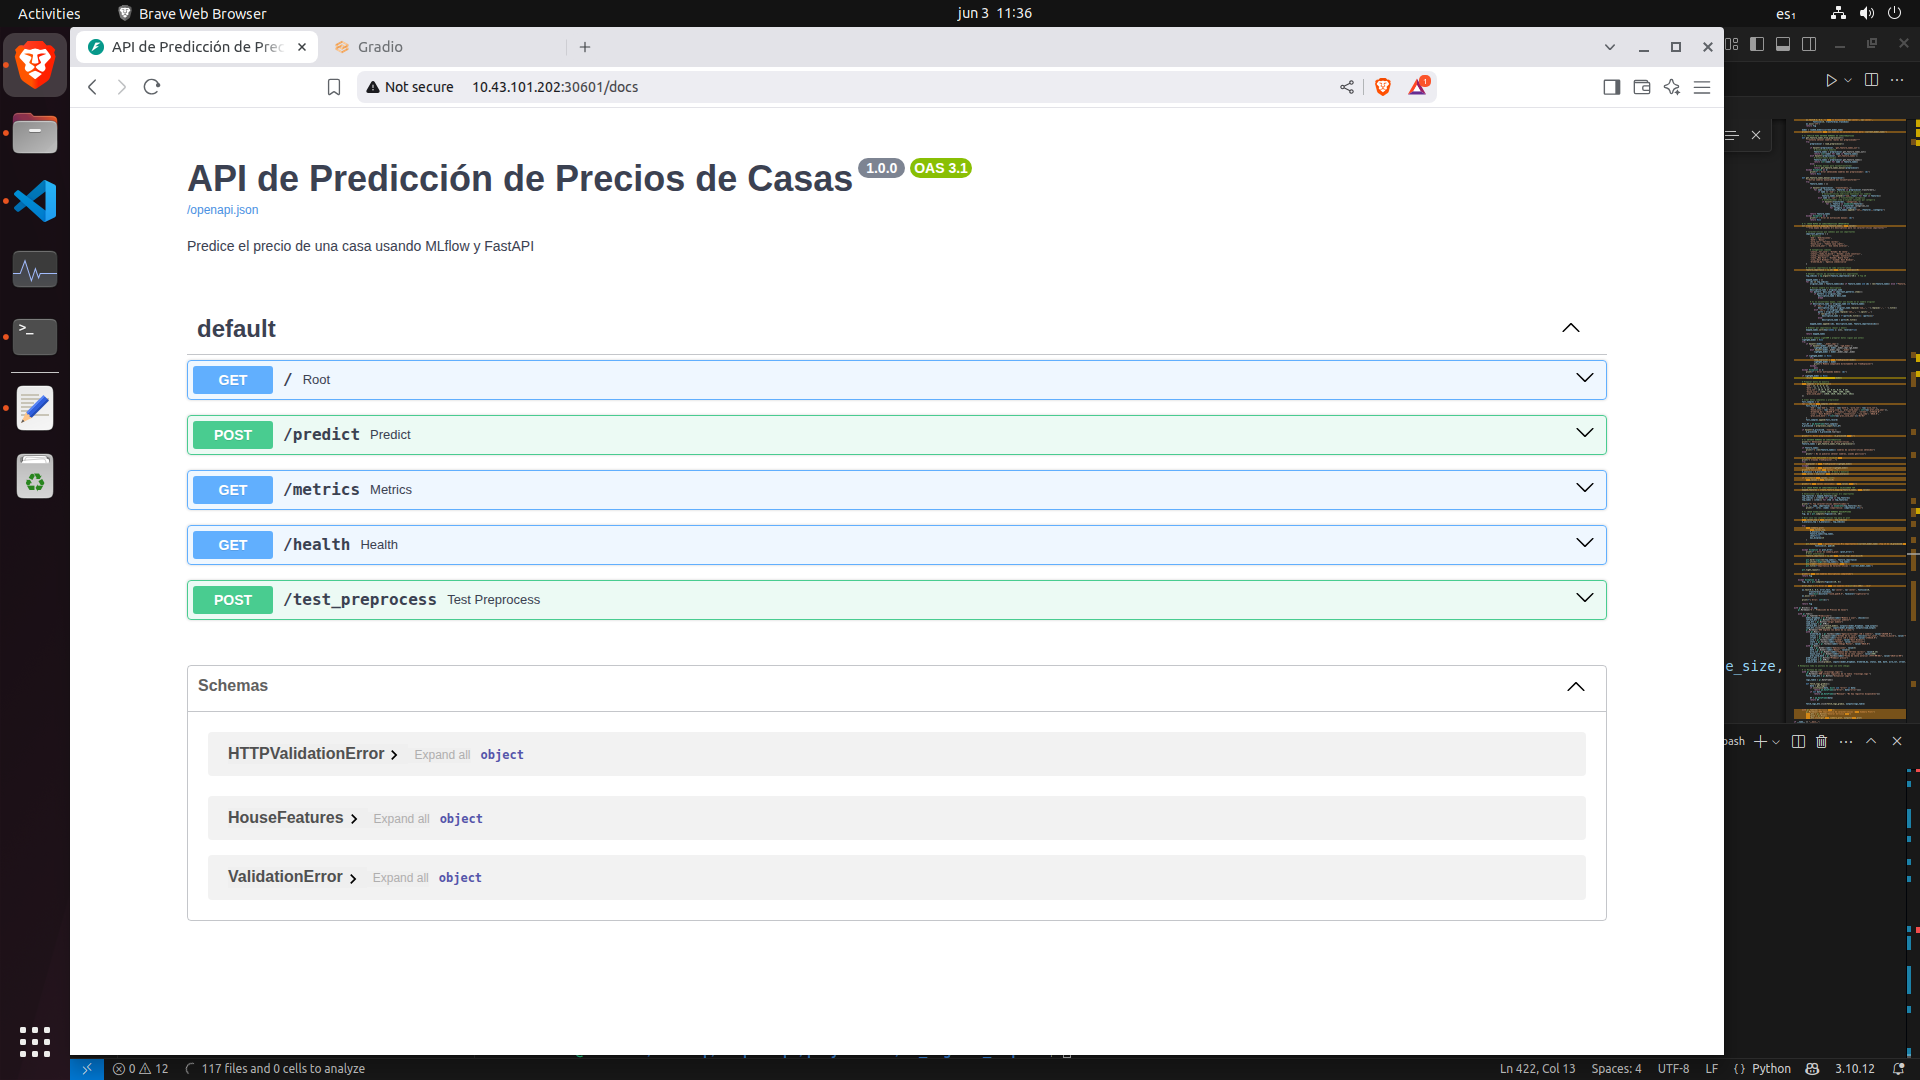 Activities
Brave Web Browser
jun 3 11:36
es₁
API de Predicción de Prec
Gradio
Not secure
10.43.101.202:30601/docs
1
API de Predicción de Precios de Casas
1.0.0
OAS 3.1
/openapi.json
Predice el precio de una casa usando MLflow y FastAPI
default
GET / Root
POST /predict Predict
GET /metrics Metrics
GET /health Health
POST /test_preprocess Test Preprocess
Schemas
HTTPValidationError Expand all object
HouseFeatures Expand all object
ValidationError Expand all object
e_size,
bash
0 12
117 files and 0 cells to analyze
Ln 422, Col 13
Spaces: 4
UTF-8
LF
{} Python
3.10.12